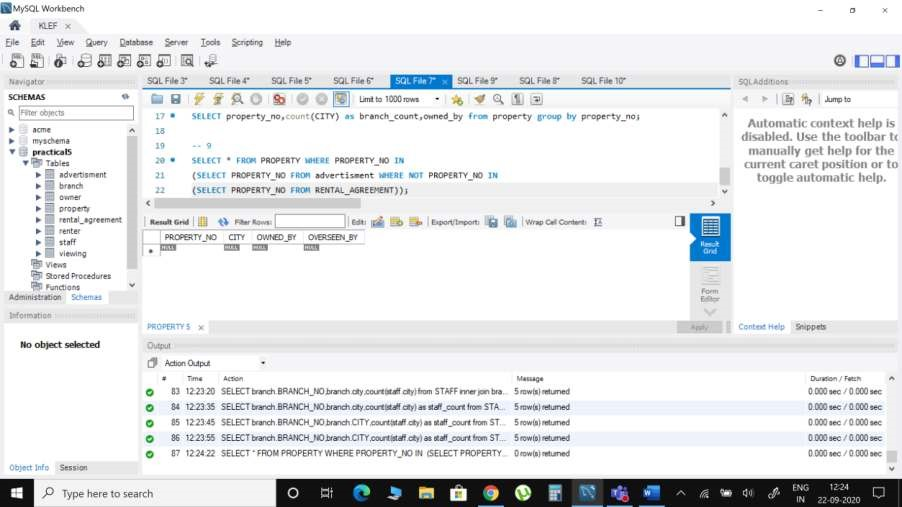 MySQL Workbench
KLEF
File Edit View Query Database Server Tools Scripting Help
Navigator
SCHEMAS
Filter objects
acme
myschema
practical5
Tables
advertisment
branch
owner
property
rental_agreement
renter
staff
viewing
Views
Stored Procedures
Functions
Administration Schemas
Information
No object selected
Object Info Session
SQL File 3* SQL File 4* SQL File 5* SQL File 6* SQL File 7* SQL File 9* SQL File 8* SQL File 10*
Limit to 1000 rows
17 SELECT property_no,count(CITY) as branch_count,owned_by from property group by property_no;
18
19 -- 9
20 SELECT * FROM PROPERTY WHERE PROPERTY_NO IN
21 (SELECT PROPERTY_NO FROM advertisment WHERE NOT PROPERTY_NO IN
22 (SELECT PROPERTY_NO FROM RENTAL_AGREEMENT));
Result Grid Filter Rows: Edit: Export/Import: Wrap Cell Content:
PROPERTY_NO CITY OWNED_BY OVERSEEN_BY
NULL NULL NULL NULL
Result Grid
Form Editor
PROPERTY 5
Apply
SQLAdditions
Jump to
Automatic context help is
disabled. Use the toolbar to
manually get help for the
current caret position or to
toggle automatic help.
Context Help Snippets
Output
Action Output
# Time Action Message Duration / Fetch
83 12:23:20 SELECT branch.BRANCH_NO,branch.city,count(staff.city) from STAFF inner join bra... 5 row(s) returned 0.000 sec / 0.000 sec
84 12:23:35 SELECT branch.BRANCH_NO,branch.city,count(staff.city) as staff_count from STA... 5 row(s) returned 0.000 sec / 0.000 sec
85 12:23:45 SELECT branch.BRANCH_NO,branch.CITY,count(staff.city) as staff_count from ST... 5 row(s) returned 0.000 sec / 0.000 sec
86 12:23:55 SELECT branch.BRANCH_NO,branch.CITY,count(staff.city) as staff_count from ST... 5 row(s) returned 0.000 sec / 0.000 sec
87 12:24:22 SELECT * FROM PROPERTY WHERE PROPERTY_NO IN (SELECT PROPERTY... 0 row(s) returned 0.000 sec / 0.000 sec
Type here to search
ENG
IN
12:24
22-09-2020